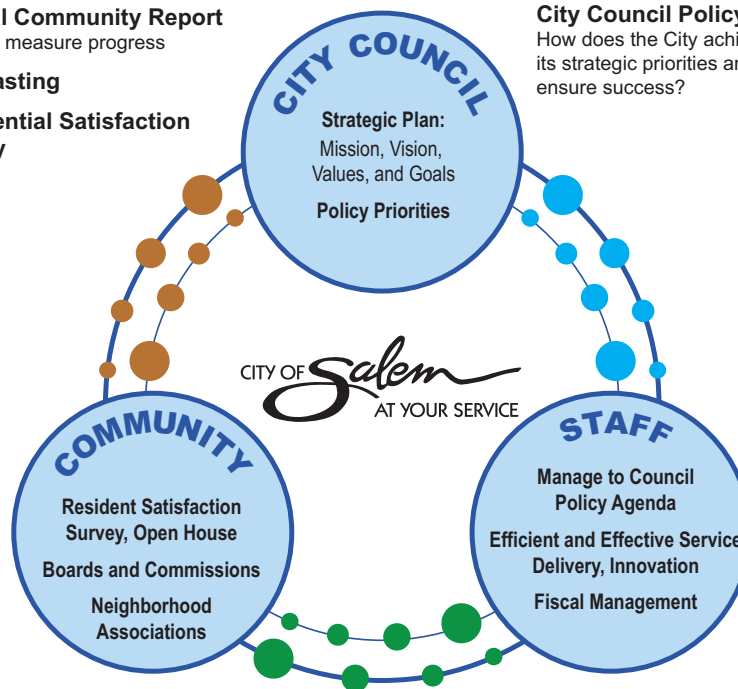 l Community Report
measure progress
asting
ential Satisfaction
y
City Council Policy
How does the City achi
its strategic priorities a
ensure success?
CITY COUNCIL
Strategic Plan:
Mission, Vision,
Values, and Goals
Policy Priorities
CITY OF Salem
AT YOUR SERVICE
COMMUNITY
Resident Satisfaction
Survey, Open House
Boards and Commissions
Neighborhood
Associations
STAFF
Manage to Council
Policy Agenda
Efficient and Effective Service
Delivery, Innovation
Fiscal Management